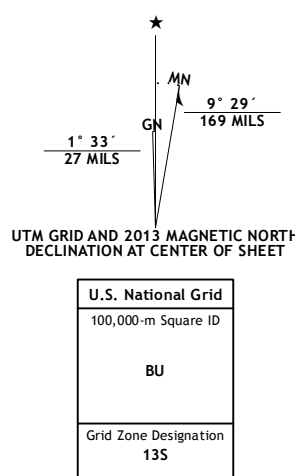 ★
MN
9° 29´
169 MILS
GN
1° 33´
27 MILS
UTM GRID AND 2013 MAGNETIC NORTH
DECLINATION AT CENTER OF SHEET
U.S. National Grid
100,000-m Square ID
BU
Grid Zone Designation
13S